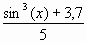 sin³(x) + 3,7
5